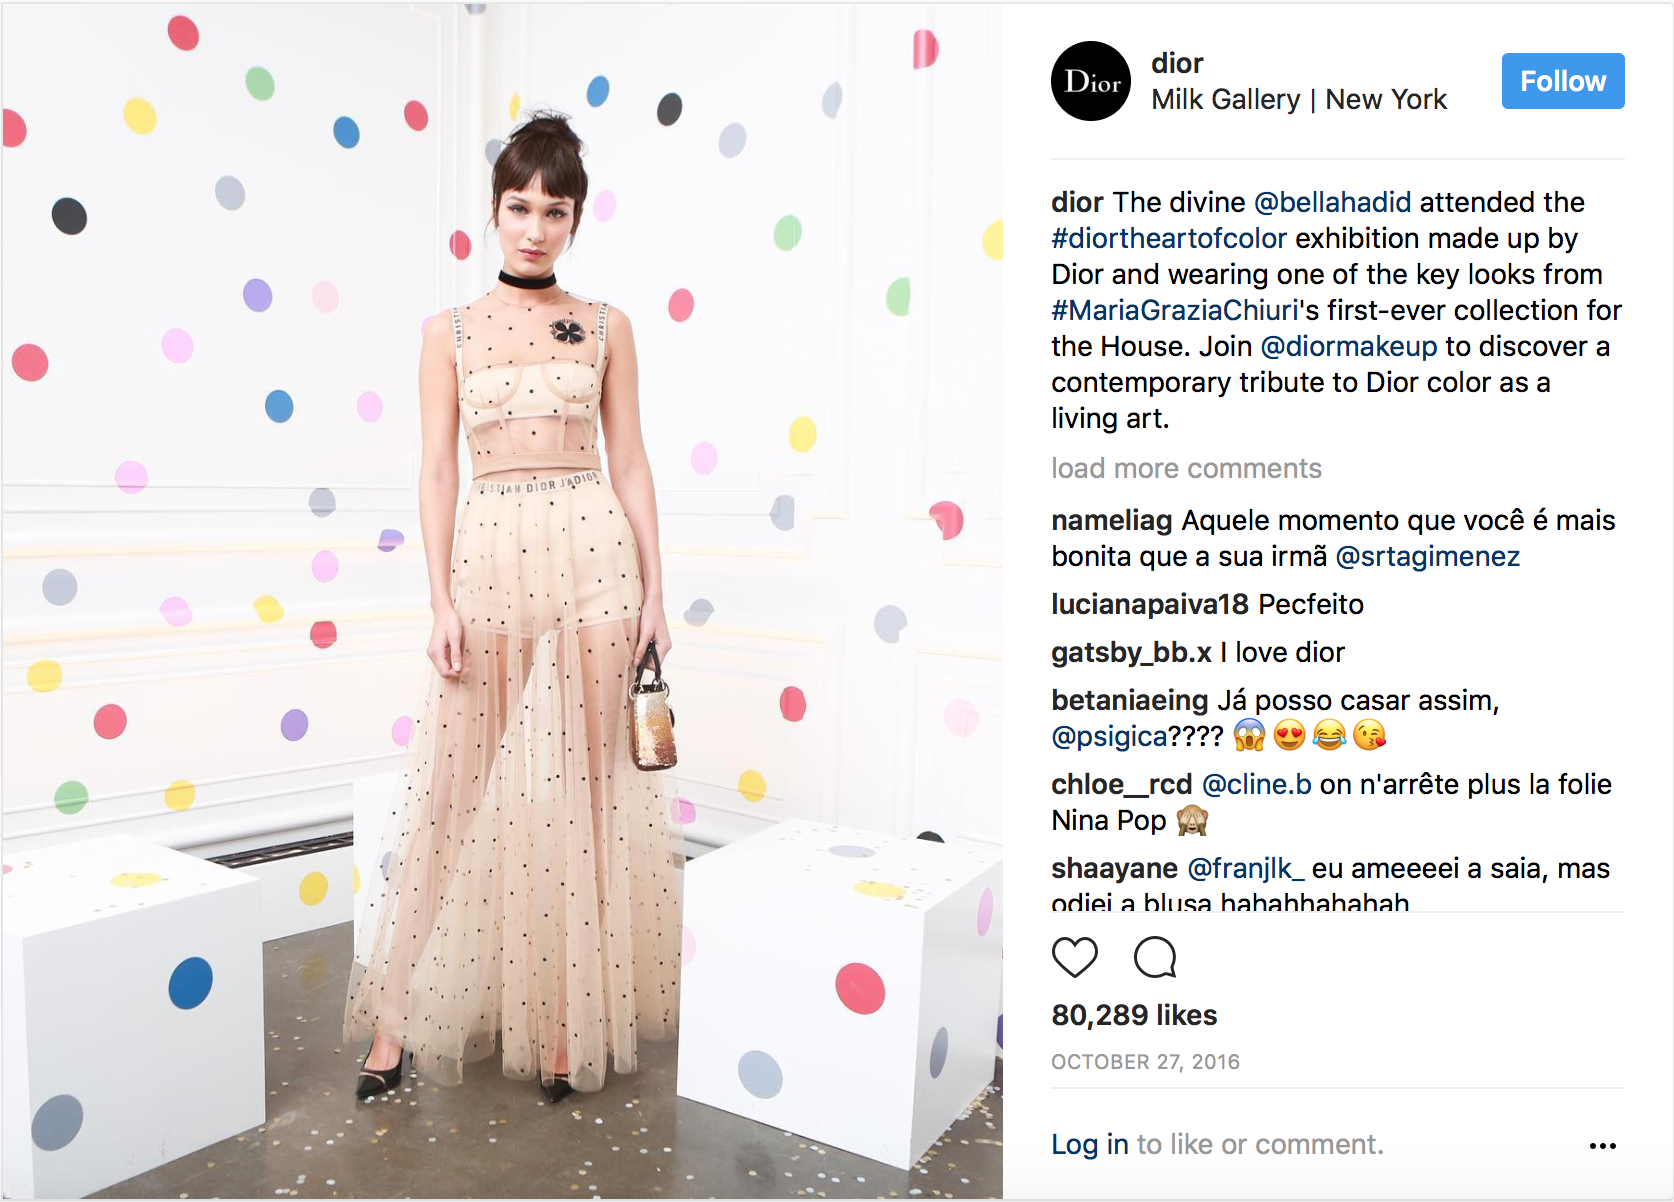 CHRISTIAN
CHRISTI
ISTIAN DIOR J'ADIOR
Dior
dior
Milk Gallery | New York
Follow
dior The divine @bellahadid attended the
#diortheartofcolor exhibition made up by
Dior and wearing one of the key looks from
#MariaGraziaChiuri's first-ever collection for
the House. Join @diormakeup to discover a
contemporary tribute to Dior color as a
living art.
load more comments
nameliag Aquele momento que você é mais
bonita que a sua irmã @srtagimenez
lucianapaiva18 Pecfeito
gatsby_bb.x I love dior
betaniaeing Já posso casar assim,
@psigica???? 😱😍😂😘
chloe__rcd @cline.b on n'arrête plus la folie
Nina Pop 🙈
shaayane @franjlk_ eu ameeeei a saia, mas
odiei a blusa hahahhahahah
80,289 likes
OCTOBER 27, 2016
Log in to like or comment.